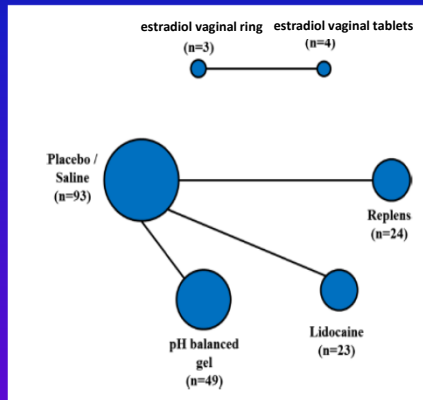 estradiol vaginal ring
(n=3)
estradiol vaginal tablets
(n=4)
Placebo /
Saline
(n=93)
Replens
(n=24)
Lidocaine
(n=23)
pH balanced
gel
(n=49)